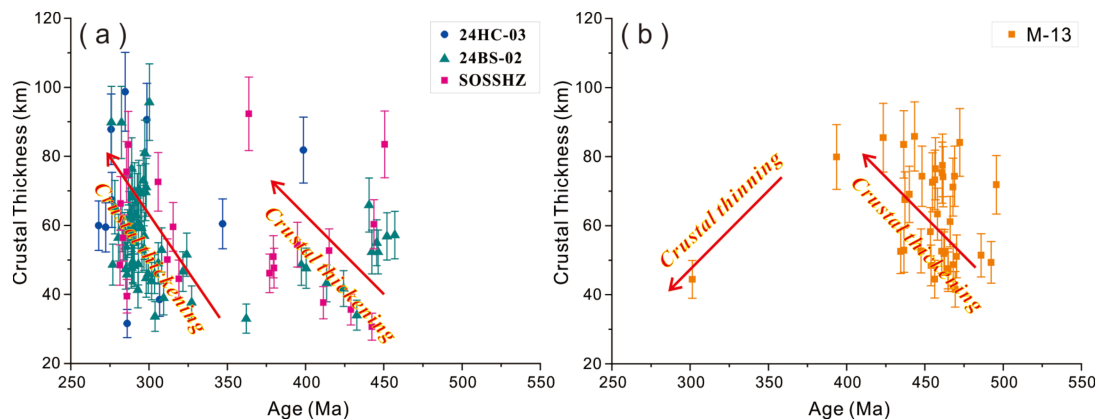 ( a )
24HC-03
24BS-02
SOSSHZ
Crustal thickening
Crustal thickening
120
100
80
60
40
20
Crustal Thickness (km)
250 300 350 400 450 500 550
Age (Ma)
( b )
M-13
Crustal thinning
Crustal thickening
120
100
80
60
40
20
Crustal Thickness (km)
250 300 350 400 450 500 550
Age (Ma)